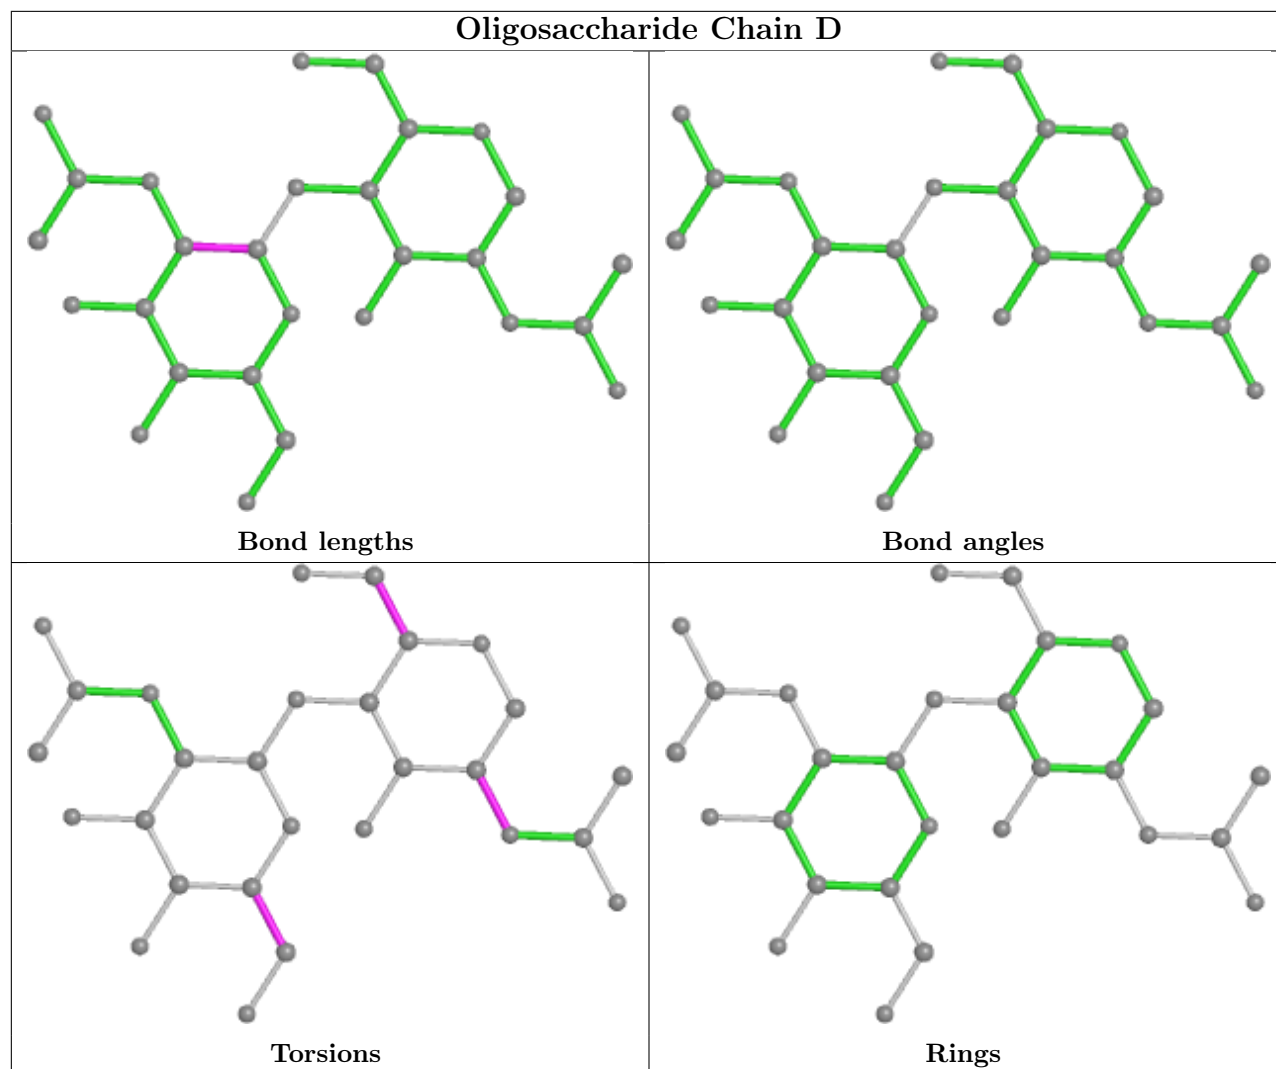 Oligosaccharide Chain D
Bond lengths
Bond angles
Torsions
Rings